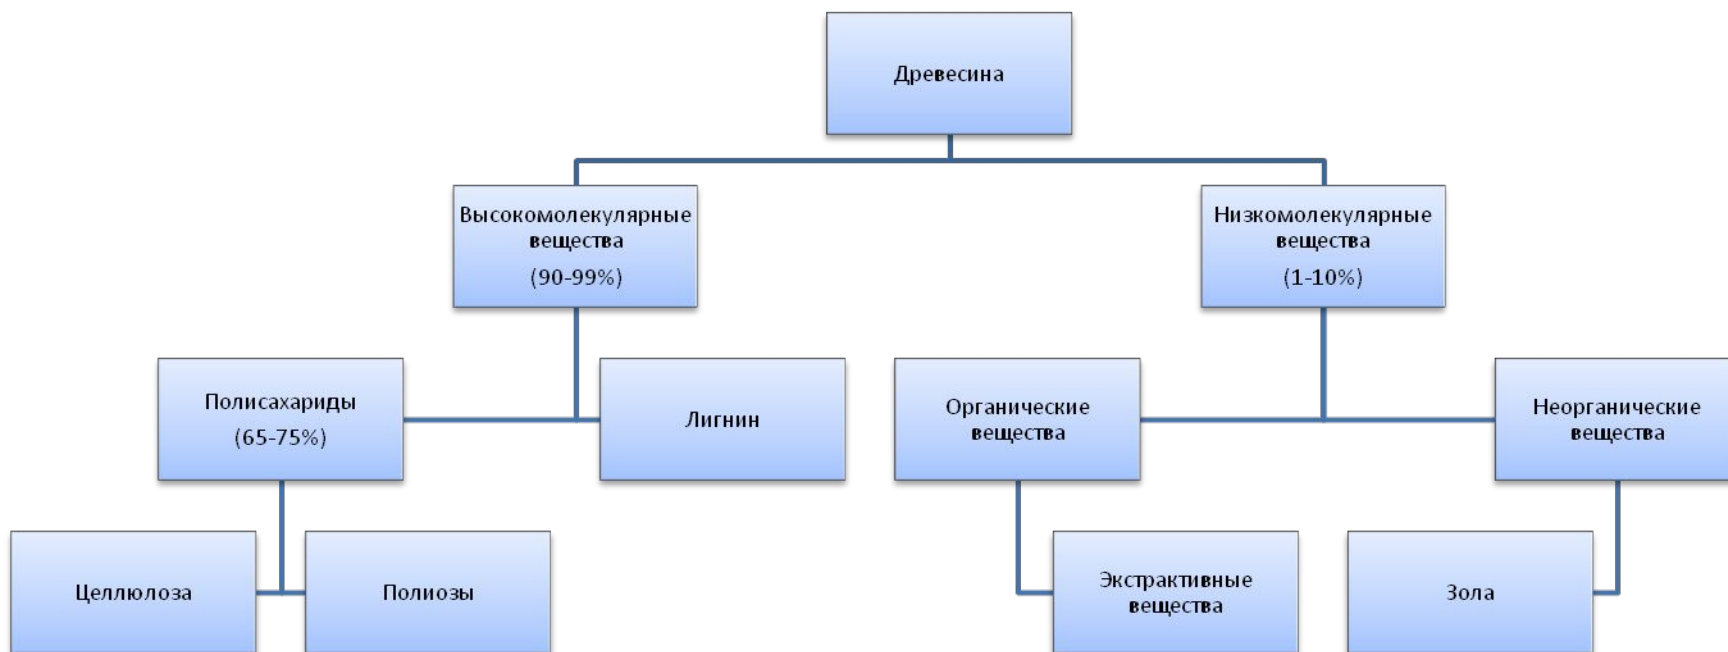 Древесина
Высокомолекулярные
вещества
(90-99%)
Низкомолекулярные
вещества
(1-10%)
Полисахариды
(65-75%)
Лигнин
Органические
вещества
Неорганические
вещества
Целлюлоза
Полиозы
Экстрактивные
вещества
Зола